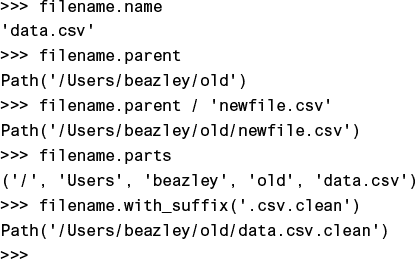 >>> filename.name
'data.csv'
>>> filename.parent
Path('/Users/beazley/old')
>>> filename.parent / 'newfile.csv'
Path('/Users/beazley/old/newfile.csv')
>>> filename.parts
('/', 'Users', 'beazley', 'old', 'data.csv')
>>> filename.with_suffix('.csv.clean')
Path('/Users/beazley/old/data.csv.clean')
>>>